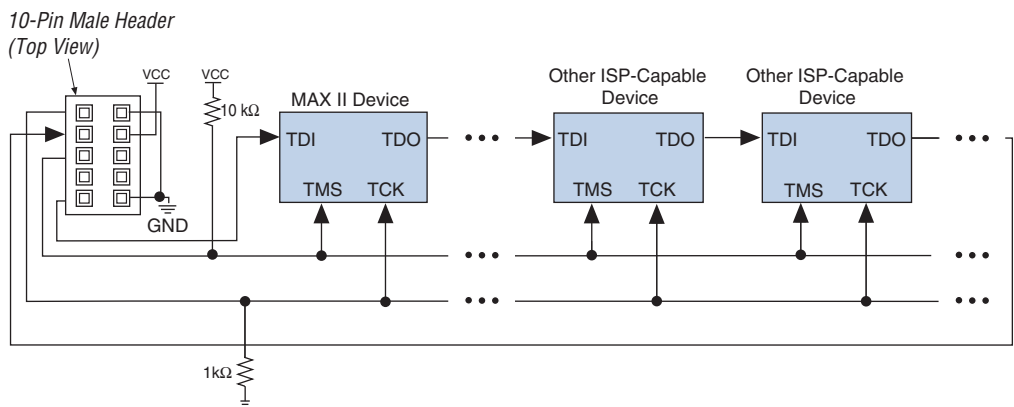 10-Pin Male Header
(Top View)
VCC
VCC
10 kΩ
MAX II Device
Other ISP-Capable
Device
Other ISP-Capable
Device
TDI
TDO
TDI
TDO
TDI
TDO
TMS
TCK
TMS
TCK
TMS
TCK
GND
1kΩ